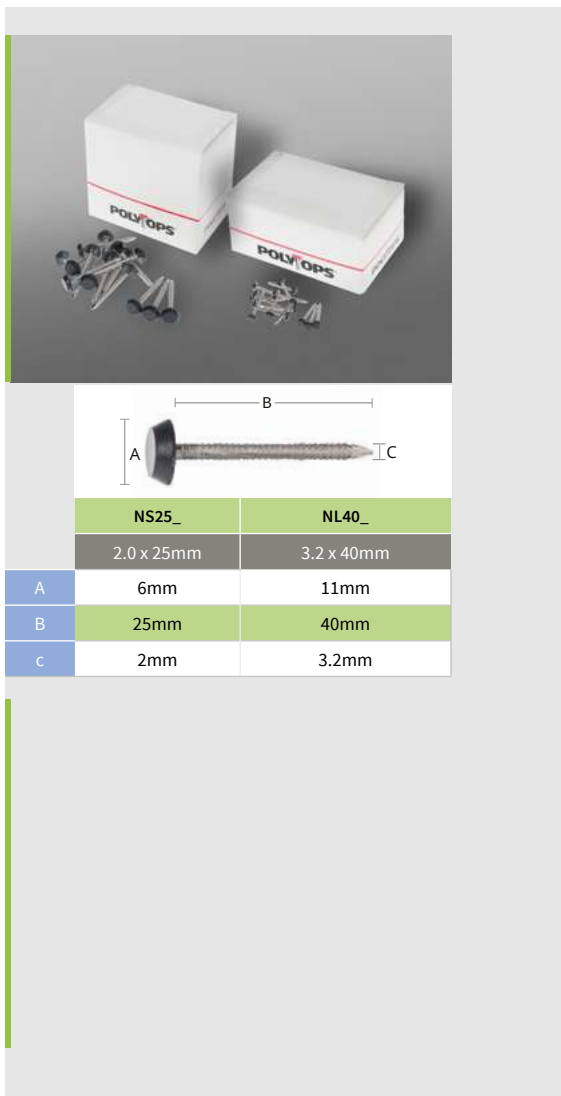 POLYTOPS
POLYTOPS
B
A
C
NS25_ NL40_
2.0 x 25mm 3.2 x 40mm
A 6mm 11mm
B 25mm 40mm
c 2mm 3.2mm